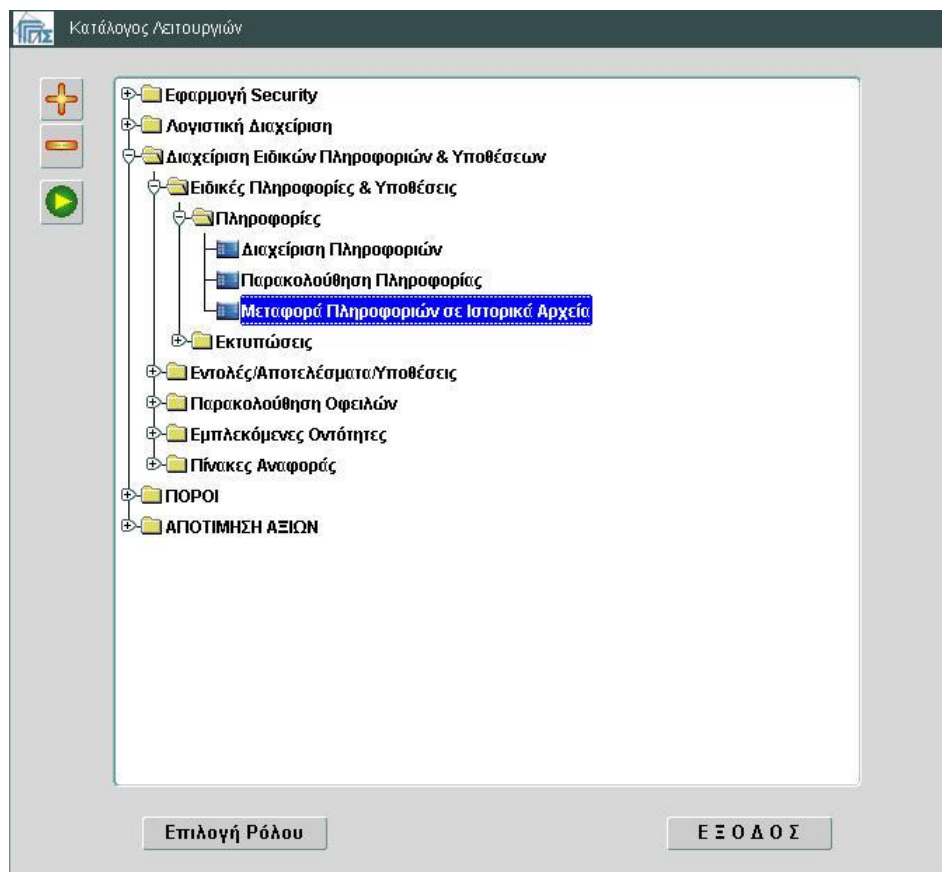 ΓΓΠΣ Κατάλογος Λειτουργιών
Εφαρμογή Security
Λογιστική Διαχείριση
Διαχείριση Ειδικών Πληροφοριών & Υποθέσεων
Ειδικές Πληροφορίες & Υποθέσεις
Πληροφορίες
Διαχείριση Πληροφοριών
Παρακολούθηση Πληροφορίας
Μεταφορά Πληροφοριών σε Ιστορικά Αρχεία
Εκτυπώσεις
Εντολές/Αποτελέσματα/Υποθέσεις
Παρακολούθηση Οφειλών
Εμπλεκόμενες Οντότητες
Πίνακες Αναφοράς
ΠΟΡΟΙ
ΑΠΟΤΙΜΗΣΗ ΑΞΙΩΝ
Επιλογή Ρόλου Ε Ξ Ο Δ Ο Σ